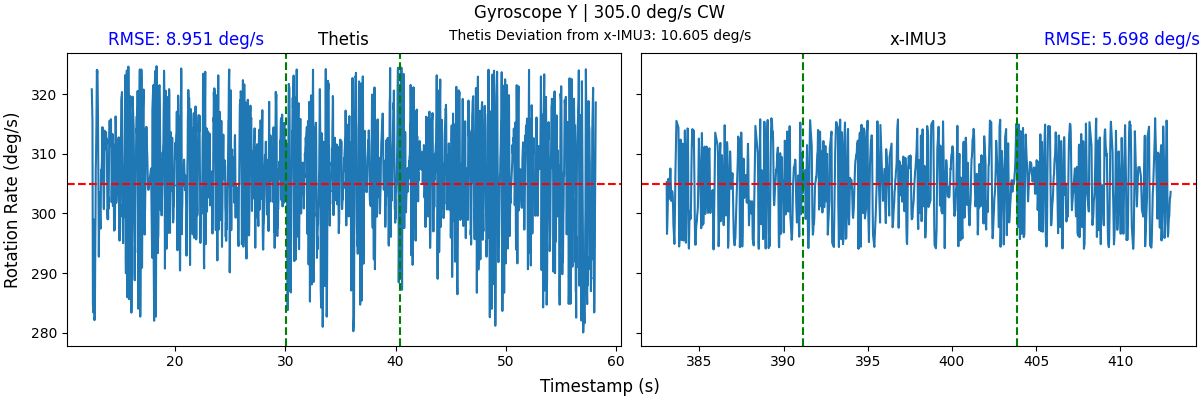 Gyroscope Y | 305.0 deg/s CW
RMSE: 8.951 deg/s
Thetis
Thetis Deviation from x-IMU3: 10.605 deg/s
x-IMU3
RMSE: 5.698 deg/s
Rotation Rate (deg/s)
320
310
300
290
280
20
30
40
50
60
385
390
395
400
405
410
Timestamp (s)